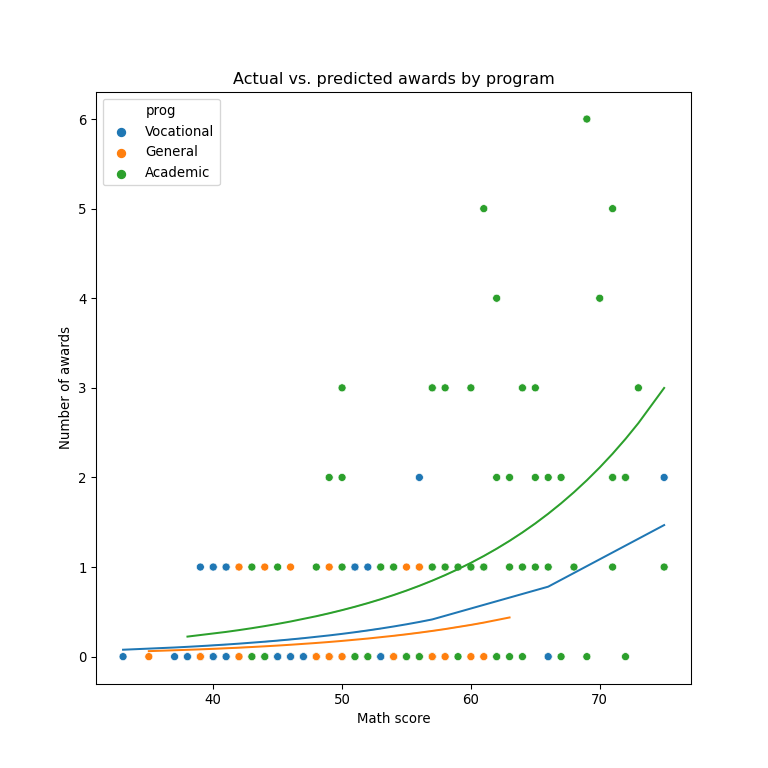 Actual vs. predicted awards by program
prog
Vocational
General
Academic
6
5
4
3
2
1
0
Number of awards
40 50 60 70
Math score